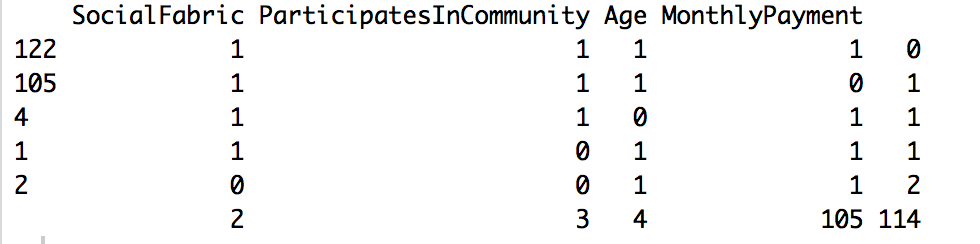 SocialFabric ParticipatesInCommunity Age MonthlyPayment
122 1 1 1 1 0
105 1 1 1 0 1
4 1 1 0 1 1
1 1 0 1 1 1
2 0 0 1 1 2
2 3 4 105 114